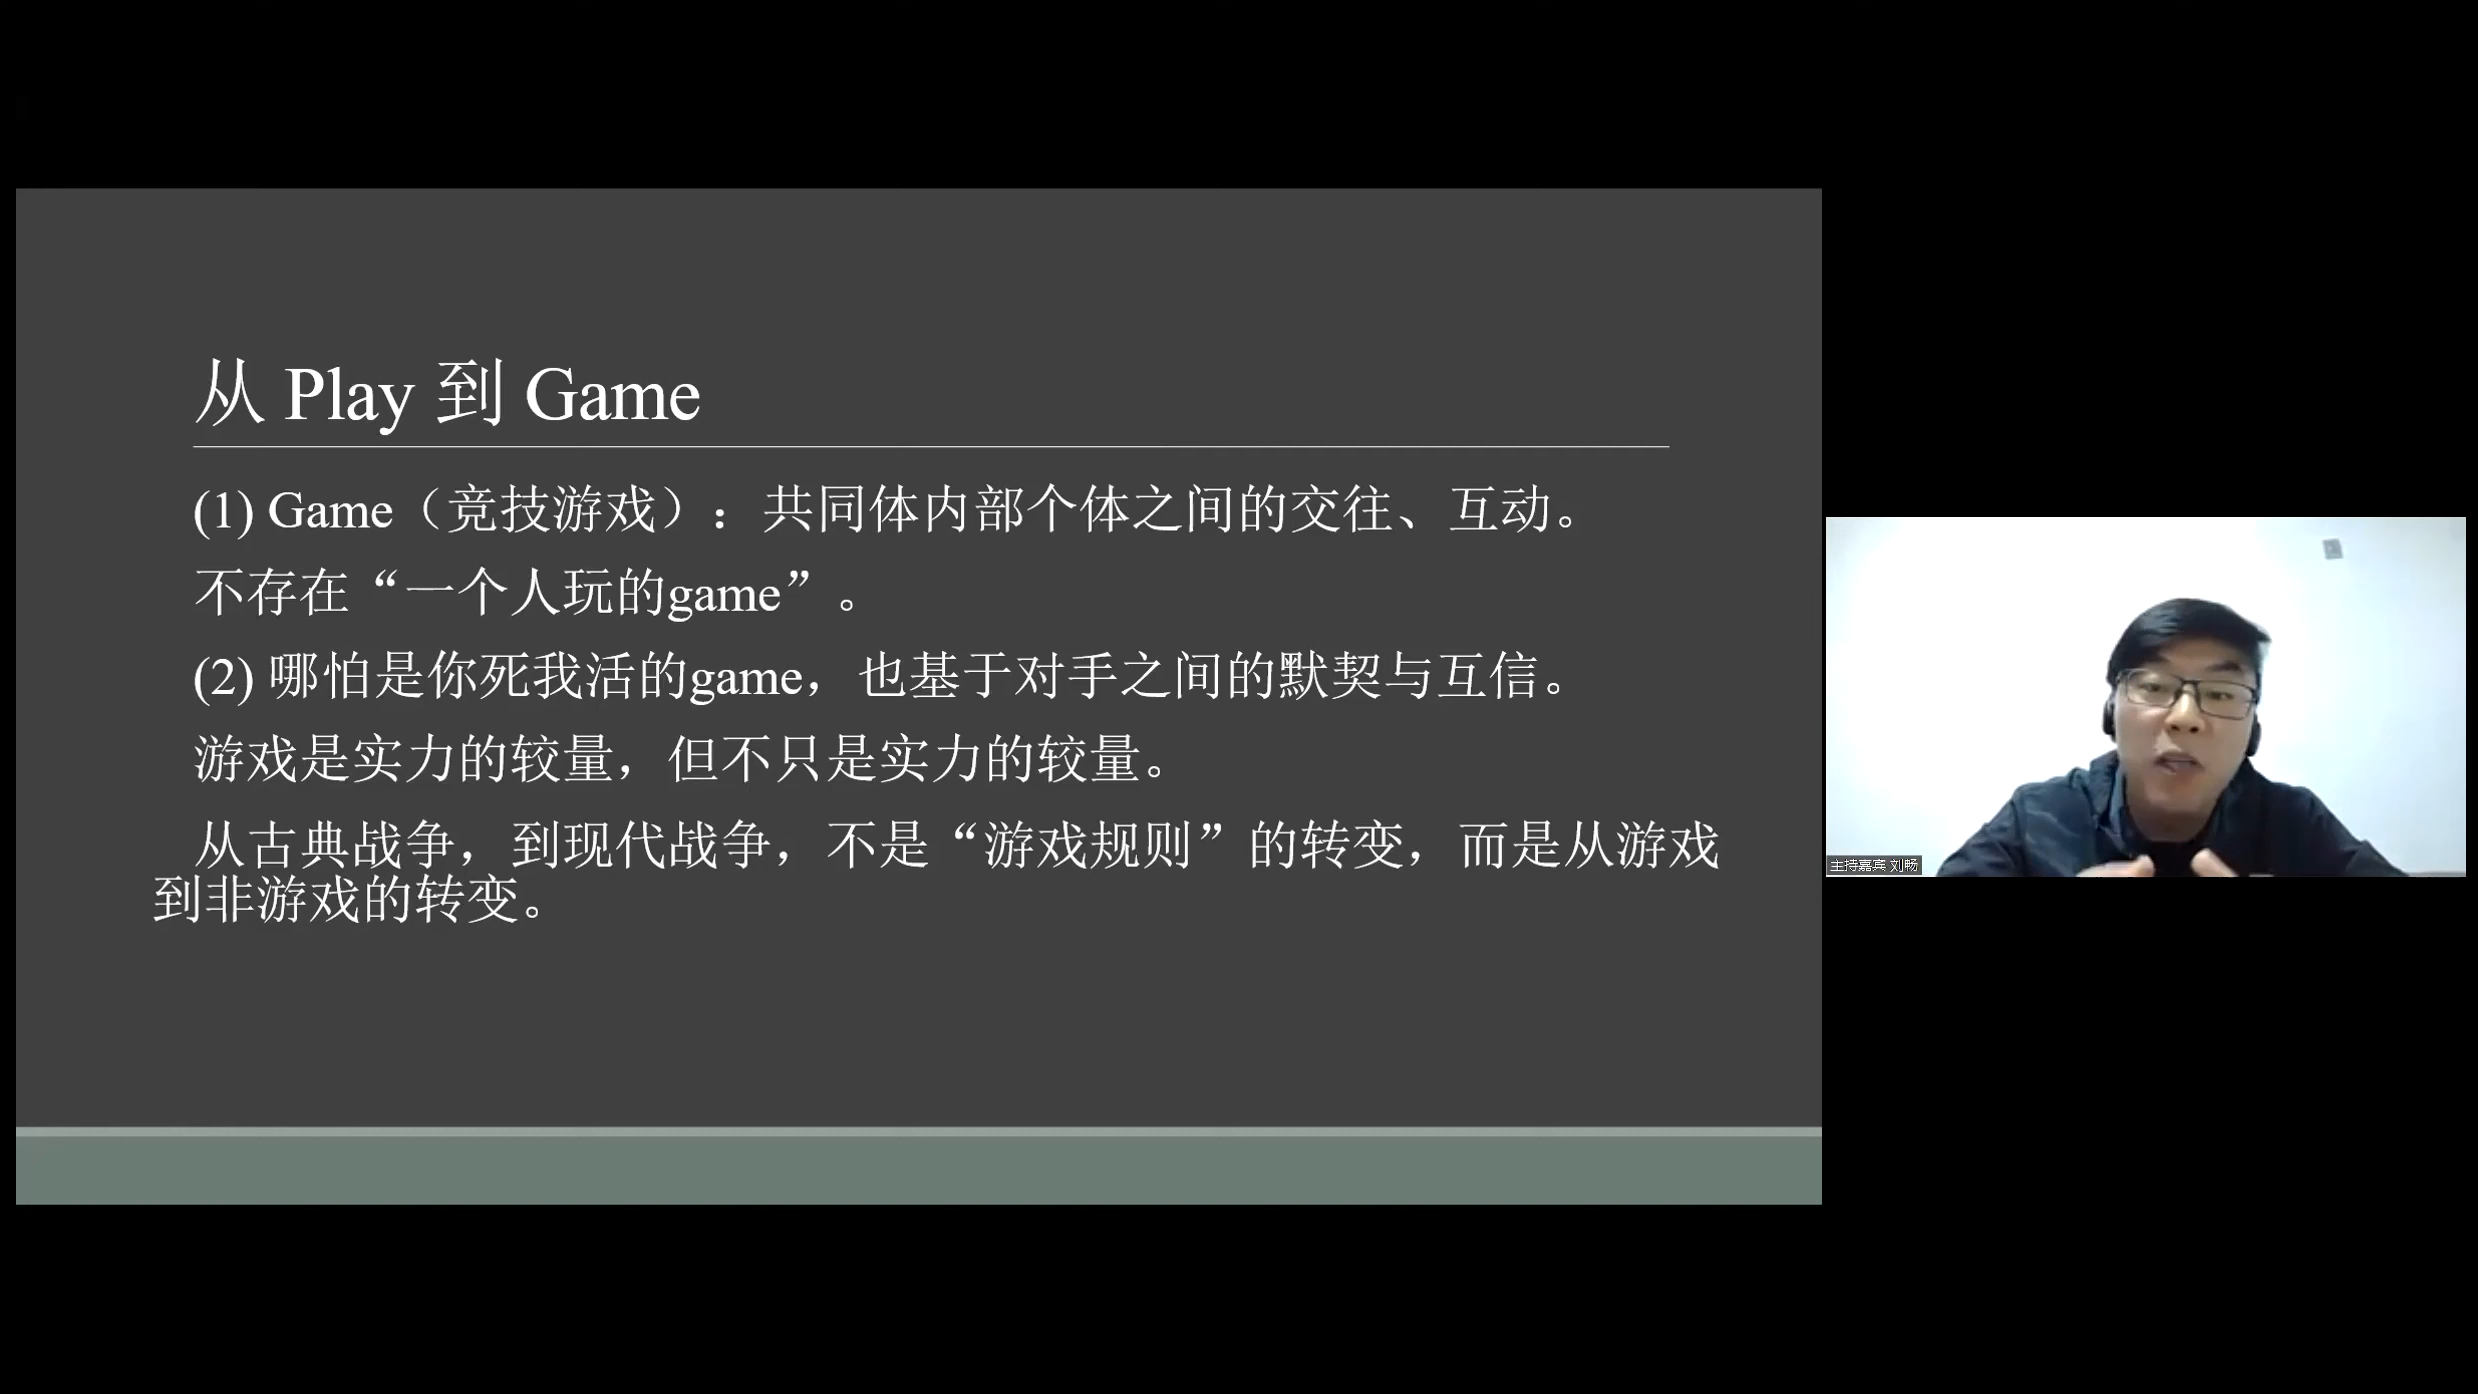 从 Play 到 Game
(1) Game（竞技游戏）：共同体内部个体之间的交往、互动。
不存在“一个人玩的game”。
(2) 哪怕是你死我活的game，也基于对手之间的默契与互信。
游戏是实力的较量，但不只是实力的较量。
从古典战争，到现代战争，不是“游戏规则”的转变，而是从游戏
到非游戏的转变。
主持嘉宾 刘畅